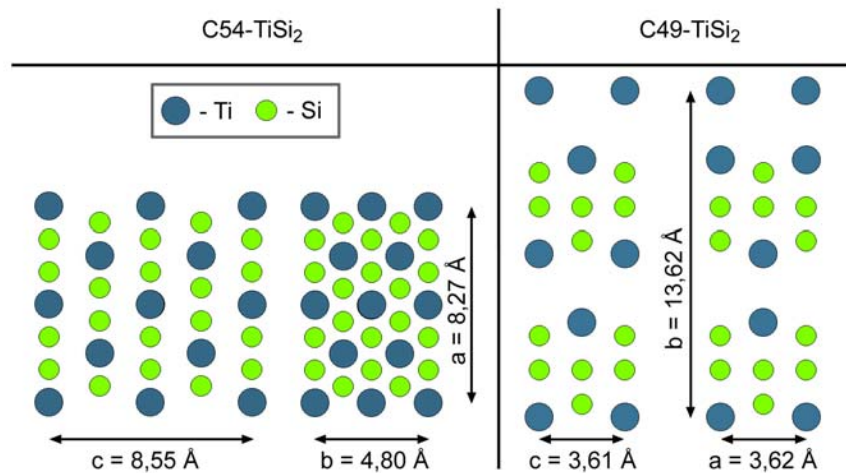 C54-TiSi₂
C49-TiSi₂
- Ti
- Si
a = 8,27 Å
b = 13,62 Å
c = 8,55 Å
b = 4,80 Å
c = 3,61 Å
a = 3,62 Å